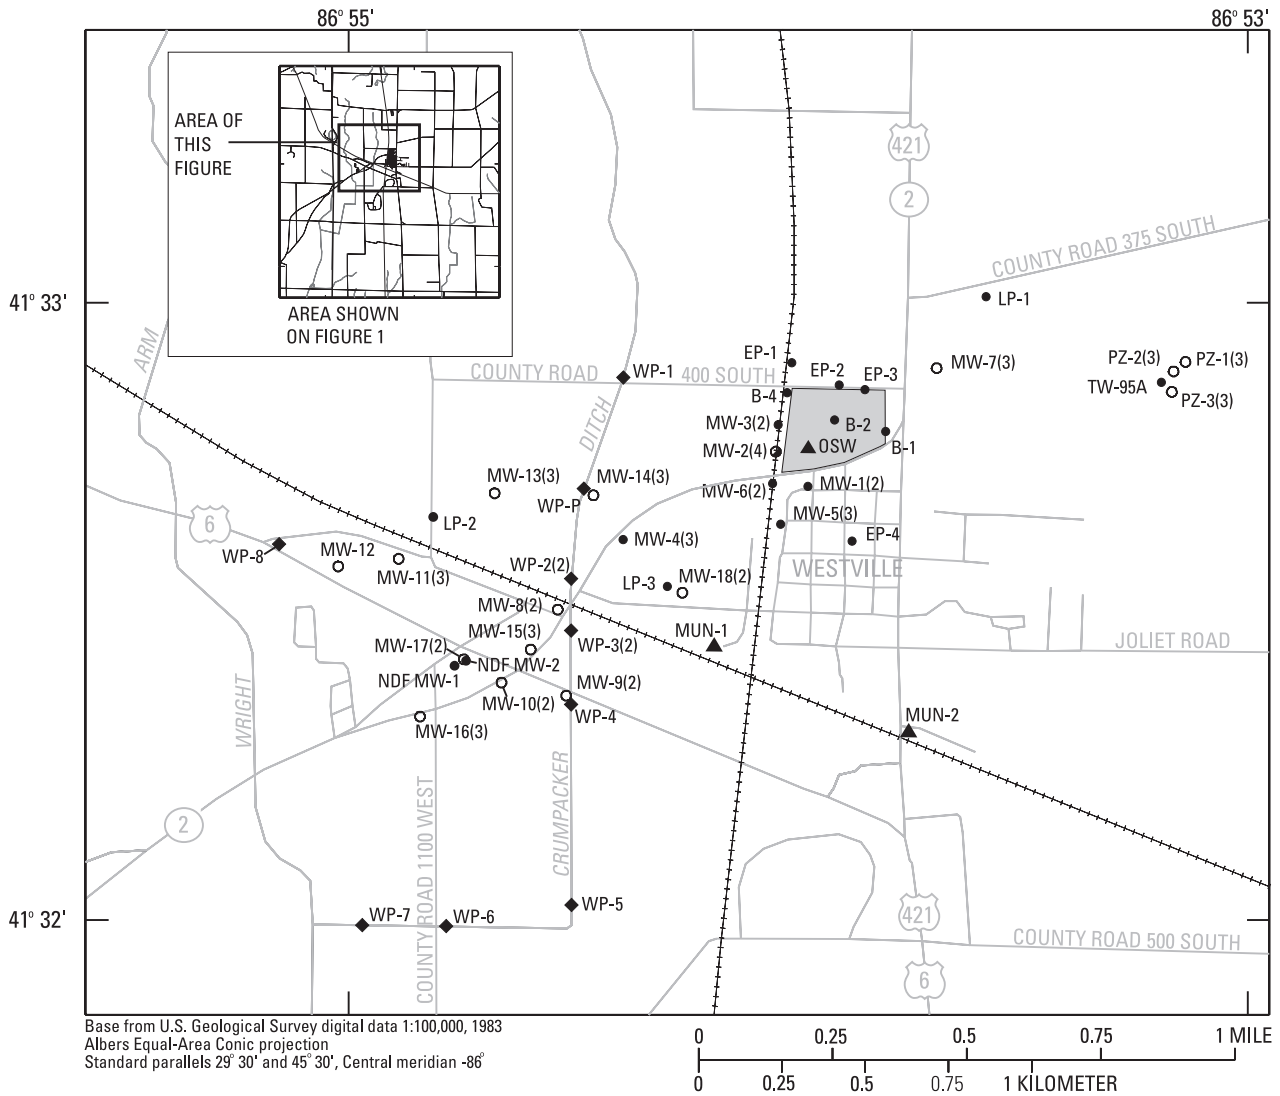 86° 55'
86° 53'
AREA OF
THIS
FIGURE
AREA SHOWN
ON FIGURE 1
421
2
COUNTY ROAD 375 SOUTH
41° 33'
LP-1
ARM
EP-1
MW-7(3)
PZ-2(3)
PZ-1(3)
WP-1
COUNTY ROAD
400 SOUTH
EP-2
EP-3
TW-95A
B-4
PZ-3(3)
DITCH
MW-3(2)
B-2
MW-2(4)
OSW
B-1
MW-13(3)
MW-14(3)
MW-6(2)
MW-1(2)
WP-P
6
LP-2
MW-5(3)
MW-4(3)
EP-4
WP-8
MW-12
MW-11(3)
WP-2(2)
WESTVILLE
LP-3
MW-18(2)
MW-8(2)
MW-15(3)
MUN-1
MW-17(2)
WP-3(2)
JOLIET ROAD
NDF MW-2
NDF MW-1
MW-9(2)
MW-10(2)
WP-4
WRIGHT
MW-16(3)
MUN-2
CRUMPACKER
2
COUNTY ROAD 1100 WEST
WP-5
41° 32'
WP-7
WP-6
421
COUNTY ROAD 500 SOUTH
6
Base from U.S. Geological Survey digital data 1:100,000, 1983
Albers Equal-Area Conic projection
Standard parallels 29° 30' and 45° 30', Central meridian -86°
0
0.25
0.5
0.75
1 MILE
0
0.25
0.5
0.75
1 KILOMETER